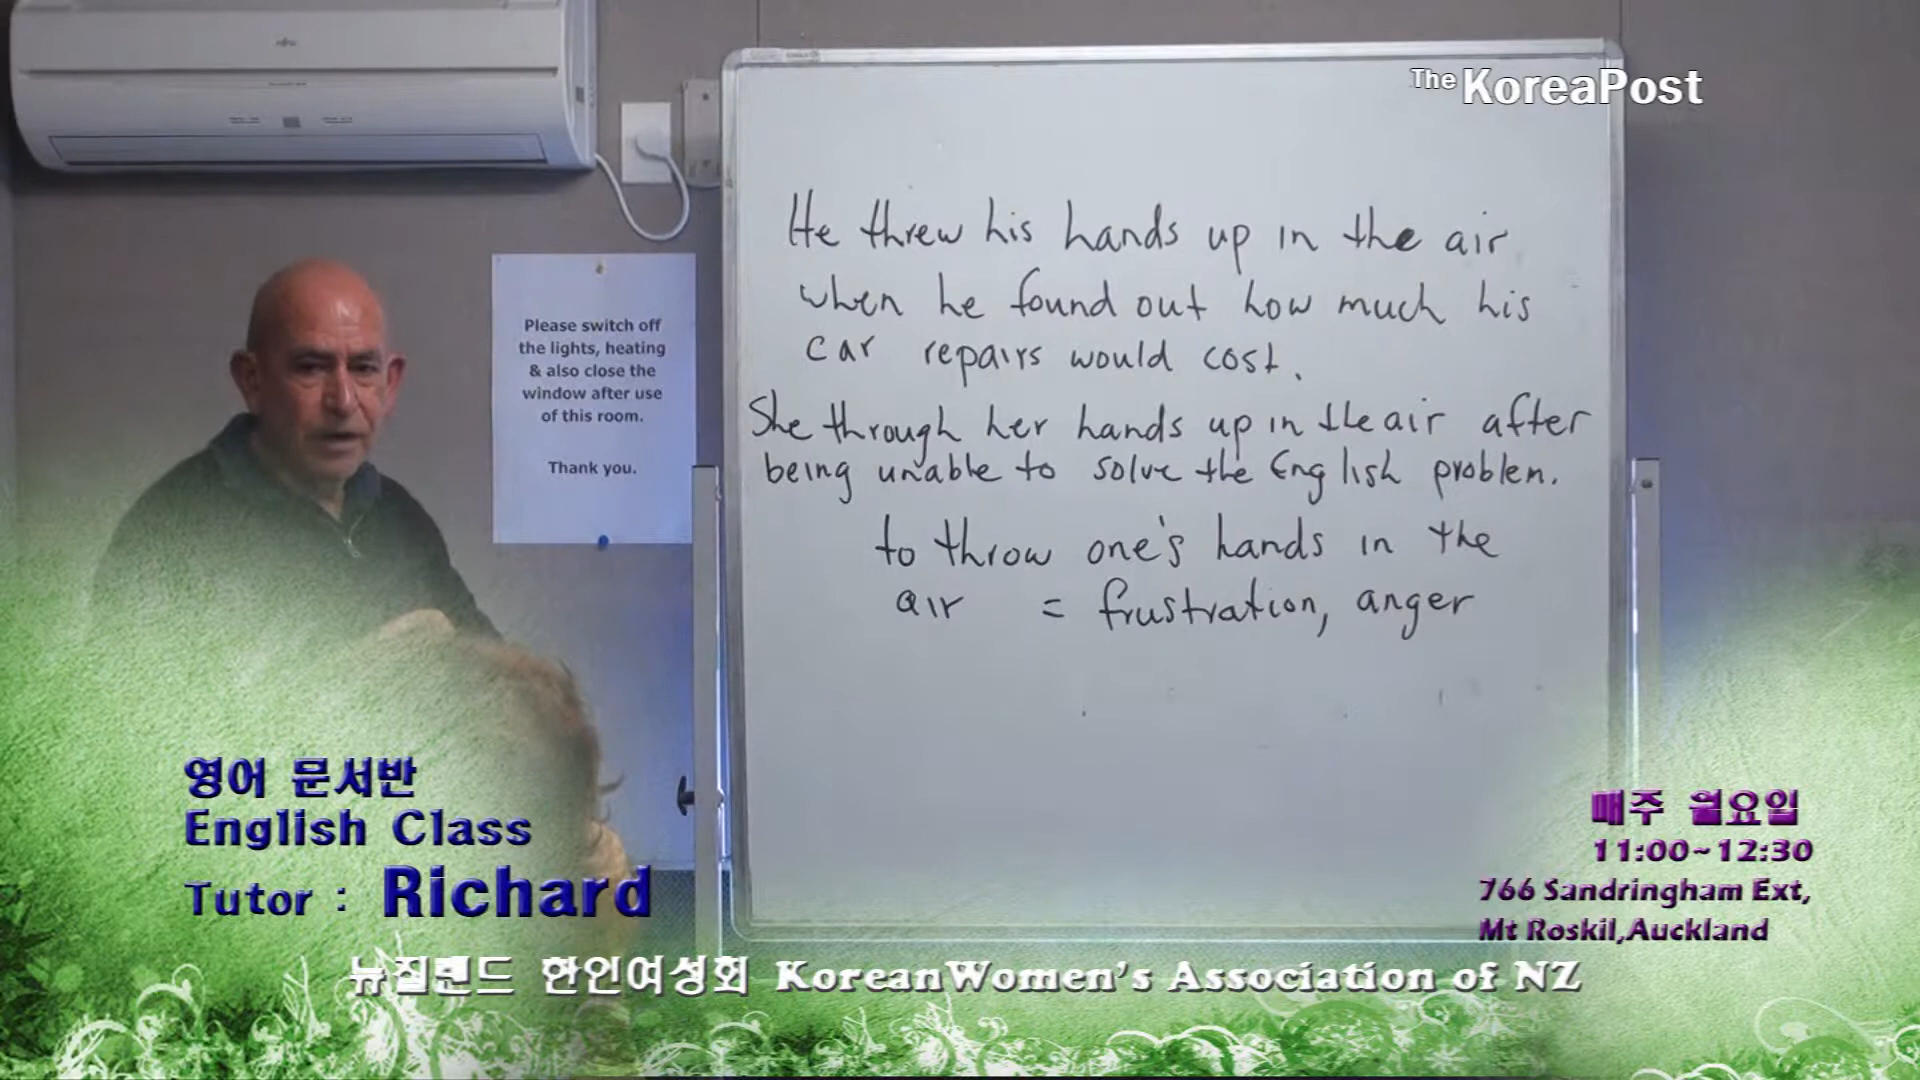 The KoreaPost
He threw his hands up in the air
when he found out how much his
car repairs would cost.
She through her hands up in the air after
being unable to solve the English problem.
to throw one's hands in the
air = frustration, anger
Please switch off
the lights, heating
& also close the
window after use
of this room.
Thank you.
영어 문서반
English Class
Tutor : Richard
매주 월요일
11:00~12:30
766 Sandringham Ext,
Mt Roskil,Auckland
뉴질랜드 한인여성회 KoreanWomen's Association of NZ